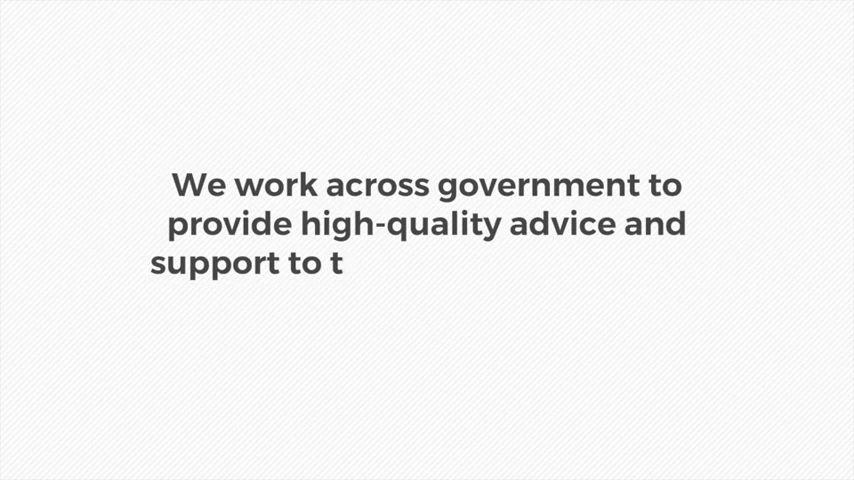 We work across government to
provide high-quality advice and
support to t